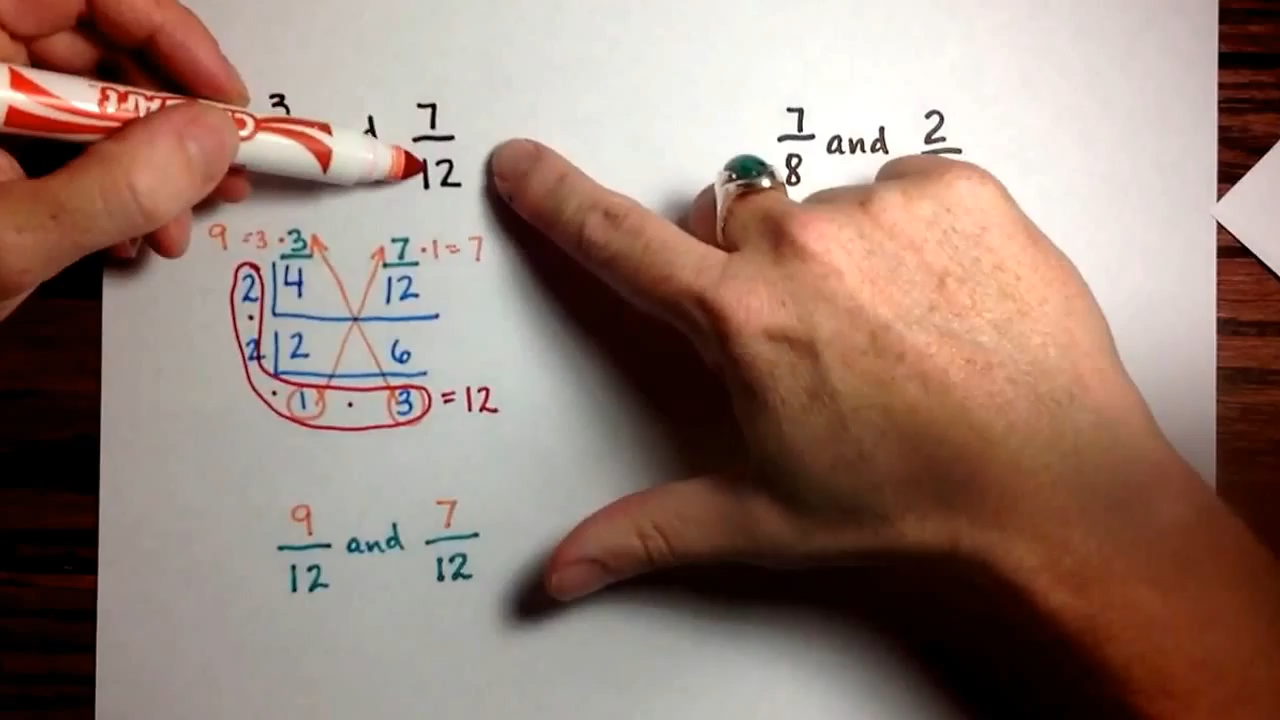 3 7
12
7 and 2
8
9 = 3 · 3 7 · 1 = 7
2 4 12
·
2 2 6
· 1 · 3 = 12
9 and 7
12 12